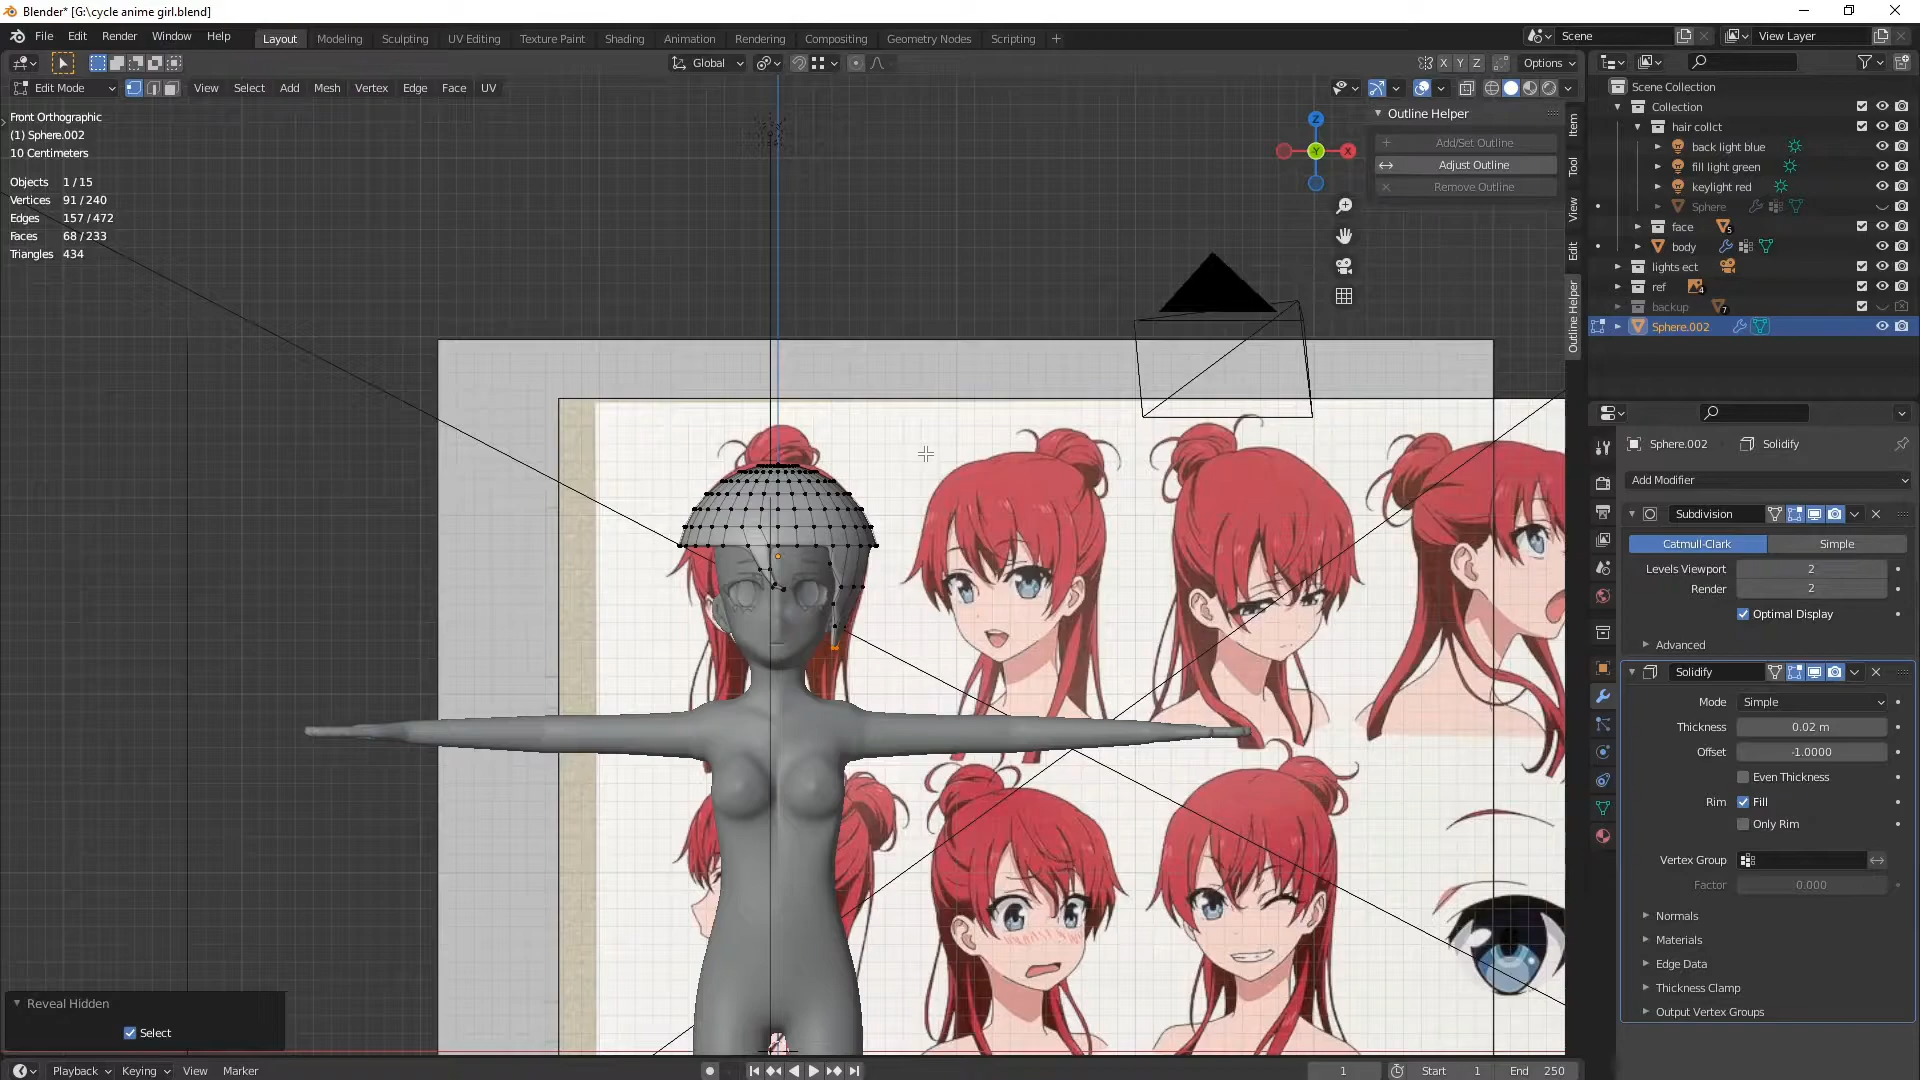 Blender* [G:\cycle anime girl.blend]
File Edit Render Window Help
Layout Modeling Sculpting UV Editing Texture Paint Shading Animation Rendering Compositing Geometry Nodes Scripting +
Scene
View Layer
Global
X Y Z
Options
Edit Mode
View Select Add Mesh Vertex Edge Face UV
Front Orthographic
(1) Sphere.002
10 Centimeters
Objects 1 / 15
Vertices 91 / 240
Edges 157 / 472
Faces 68 / 233
Triangles 434
Outline Helper
Add/Set Outline
Adjust Outline
Remove Outline
Z
-Y
X
Item
Tool
View
Edit
Outline Helper
Scene Collection
Collection
hair collct
back light blue
fill light green
keylight red
Sphere
face 5
body
lights ect
ref 4
backup 7
Sphere.002
Sphere.002 Solidify
Add Modifier
Subdivision
Catmull-Clark Simple
Levels Viewport 2
Render 2
Optimal Display
Advanced
Solidify
Mode Simple
Thickness 0.02 m
Offset -1.0000
Even Thickness
Rim Fill
Only Rim
Vertex Group
Factor 0.000
Normals
Materials
Edge Data
Thickness Clamp
Output Vertex Groups
Reveal Hidden
Select
Playback Keying View Marker
1 Start 1 End 250